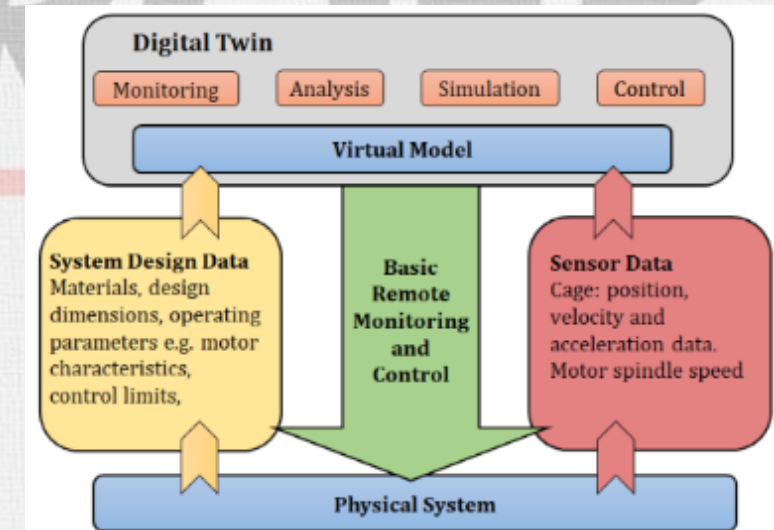 Digital Twin
Monitoring
Analysis
Simulation
Control
Virtual Model
System Design Data
Materials, design
dimensions, operating
parameters e.g. motor
characteristics,
control limits,
Basic
Remote
Monitoring
and
Control
Sensor Data
Cage: position,
velocity and
acceleration data.
Motor spindle speed
Physical System